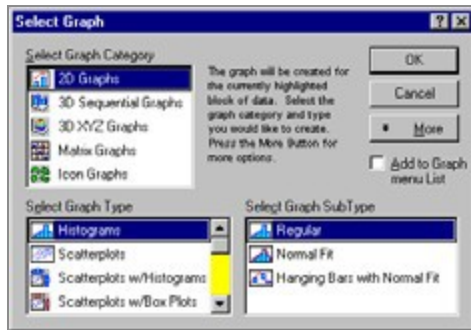 Select Graph
Select Graph Category
2D Graphs
3D Sequential Graphs
3D XYZ Graphs
Matrix Graphs
Icon Graphs
The graph will be created for
the currently highlighted
block of data. Select the
graph category and type
you would like to create.
Press the More Button for
more options.
OK
Cancel
More
Add to Graph
menu List
Select Graph Type
Histograms
Scatterplots
Scatterplots w/Histograms
Scatterplots w/Box Plots
Select Graph SubType
Regular
Normal Fit
Hanging Bars with Normal Fit